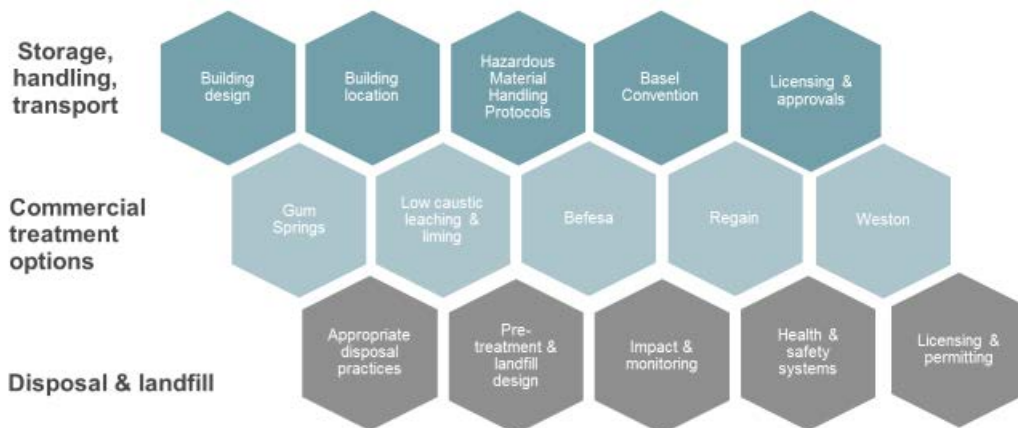 Storage,
handling,
transport
Building
design
Building
location
Hazardous
Material
Handling
Protocols
Basel
Convention
Licensing &
approvals
Commercial
treatment
options
Gum
Springs
Low caustic
leaching &
liming
Befesa
Regain
Weston
Disposal & landfill
Appropriate
disposal
practices
Pre-
treatment &
landfill
design
Impact &
monitoring
Health &
safety
systems
Licensing &
permitting